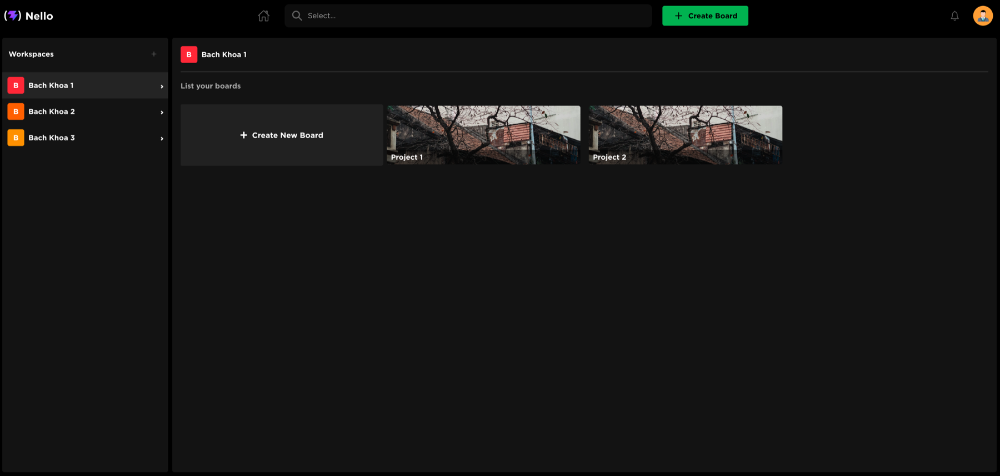 Nello
Select...
Create Board
Workspaces
B Bach Khoa 1
B Bach Khoa 2
B Bach Khoa 3
B Bach Khoa 1
List your boards
Create New Board
Project 1
Project 2